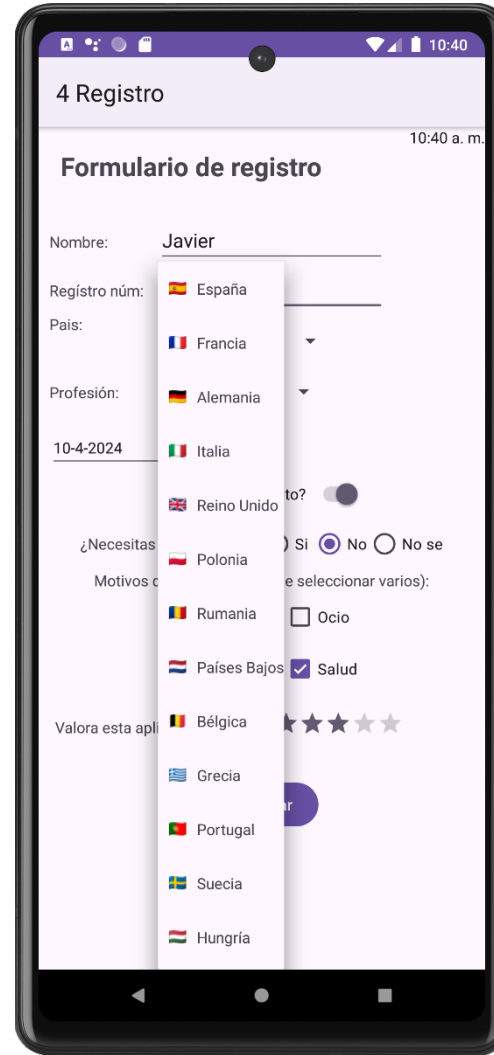 10:40
4 Registro
10:40 a. m.
Formulario de registro
Nombre: Javier
Regístro núm:
Pais:
Profesión:
10-4-2024
España
Francia
Alemania
Italia
Reino Unido
Polonia
Rumania
Países Bajos
Bélgica
Grecia
Portugal
Suecia
Hungría
to?
¿Necesitas
Si No No se
Motivos e seleccionar varios):
Ocio
Salud
Valora esta apli
ar